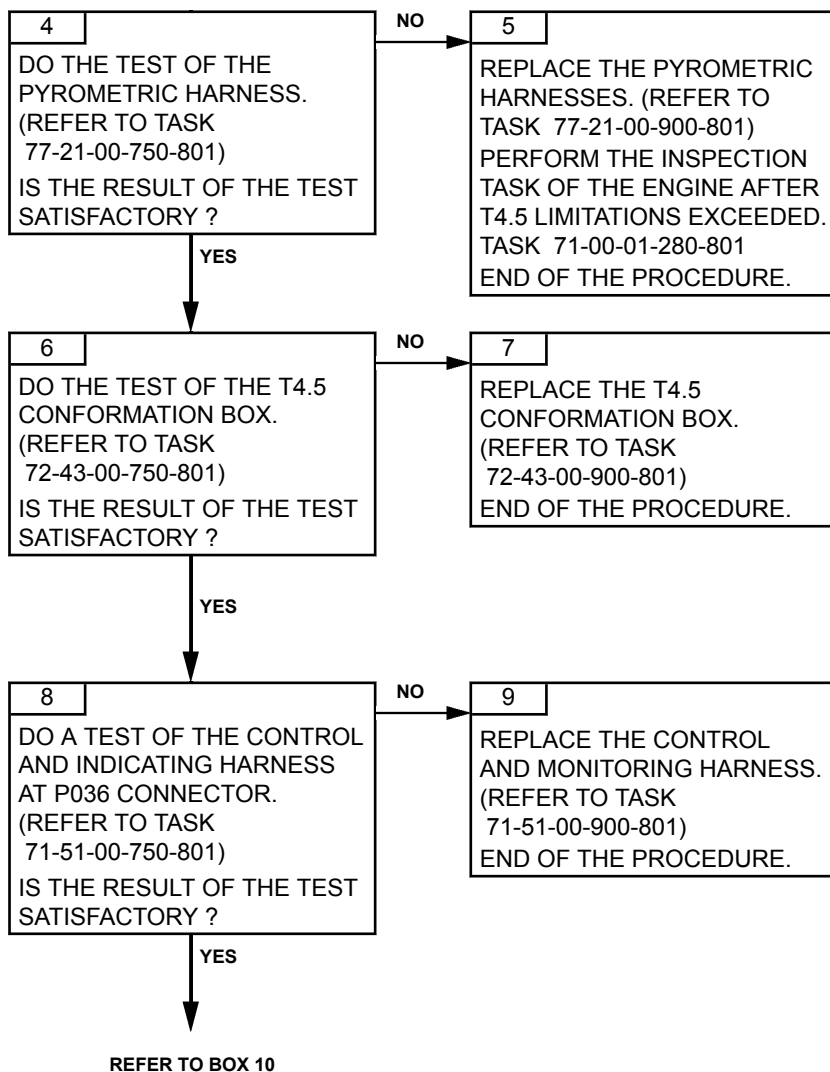 4
DO THE TEST OF THE
PYROMETRIC HARNESS.
(REFER TO TASK
77-21-00-750-801)
IS THE RESULT OF THE TEST
SATISFACTORY ?
NO
5
REPLACE THE PYROMETRIC
HARNESSES. (REFER TO
TASK 77-21-00-900-801)
PERFORM THE INSPECTION
TASK OF THE ENGINE AFTER
T4.5 LIMITATIONS EXCEEDED.
TASK 71-00-01-280-801
END OF THE PROCEDURE.
YES
6
DO THE TEST OF THE T4.5
CONFORMATION BOX.
(REFER TO TASK
72-43-00-750-801)
IS THE RESULT OF THE TEST
SATISFACTORY ?
NO
7
REPLACE THE T4.5
CONFORMATION BOX.
(REFER TO TASK
72-43-00-900-801)
END OF THE PROCEDURE.
YES
8
DO A TEST OF THE CONTROL
AND INDICATING HARNESS
AT P036 CONNECTOR.
(REFER TO TASK
71-51-00-750-801)
IS THE RESULT OF THE TEST
SATISFACTORY ?
NO
9
REPLACE THE CONTROL
AND MONITORING HARNESS.
(REFER TO TASK
71-51-00-900-801)
END OF THE PROCEDURE.
YES
REFER TO BOX 10